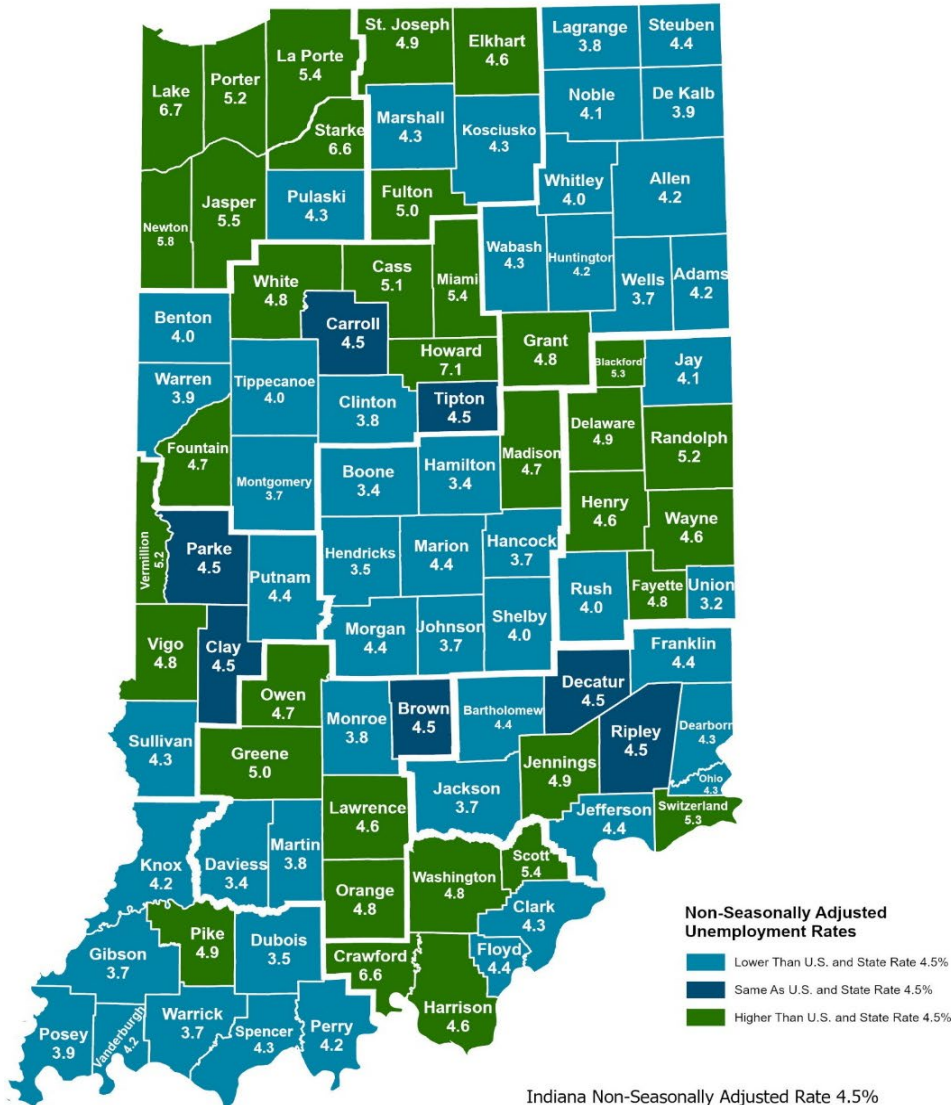 St. Joseph
4.9
Elkhart
4.6
Lagrange
3.8
Steuben
4.4
Lake
6.7
Porter
5.2
La Porte
5.4
Noble
4.1
De Kalb
3.9
Starke
6.6
Marshall
4.3
Kosciusko
4.3
Whitley
4.0
Allen
4.2
Newton
5.8
Jasper
5.5
Pulaski
4.3
Fulton
5.0
Wabash
4.3
Huntington
4.2
Wells
3.7
Adams
4.2
White
4.8
Cass
5.1
Miami
5.4
Benton
4.0
Carroll
4.5
Howard
7.1
Grant
4.8
Blackford
5.3
Jay
4.1
Warren
3.9
Tippecanoe
4.0
Clinton
3.8
Tipton
4.5
Fountain
4.7
Montgomery
3.7
Boone
3.4
Hamilton
3.4
Madison
4.7
Delaware
4.9
Randolph
5.2
Henry
4.6
Wayne
4.6
Vermillion
5.2
Parke
4.5
Putnam
4.4
Hendricks
3.5
Marion
4.4
Hancock
3.7
Rush
4.0
Fayette
4.8
Union
3.2
Vigo
4.8
Clay
4.5
Morgan
4.4
Johnson
3.7
Shelby
4.0
Franklin
4.4
Owen
4.7
Monroe
3.8
Brown
4.5
Bartholomew
4.4
Decatur
4.5
Ripley
4.5
Dearborn
4.3
Ohio
4.3
Sullivan
4.3
Greene
5.0
Jackson
3.7
Jennings
4.9
Jefferson
4.4
Switzerland
5.3
Lawrence
4.6
Knox
4.2
Daviess
3.4
Martin
3.8
Orange
4.8
Washington
4.8
Scott
5.4
Clark
4.3
Floyd
4.4
Gibson
3.7
Pike
4.9
Dubois
3.5
Crawford
6.6
Harrison
4.6
Posey
3.9
Vanderburgh
4.2
Warrick
3.7
Spencer
4.3
Perry
4.2
Non-Seasonally Adjusted
Unemployment Rates
Lower Than U.S. and State Rate 4.5%
Same As U.S. and State Rate 4.5%
Higher Than U.S. and State Rate 4.5%
Indiana Non-Seasonally Adjusted Rate 4.5%